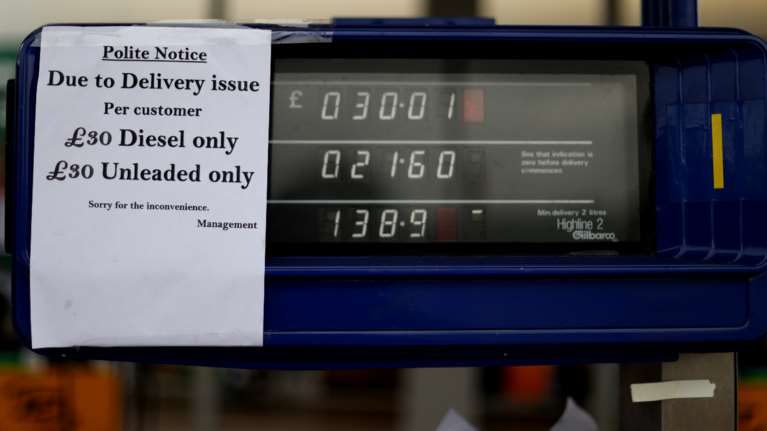 Polite Notice
Due to Delivery issue
Per customer
£30 Diesel only
£30 Unleaded only
Sorry for the inconvenience.
Management
£ 030.01
021.60
138.9
See that indication is
zero before delivery
commences
Min. delivery 2 litres
Highline 2
Gilbarco